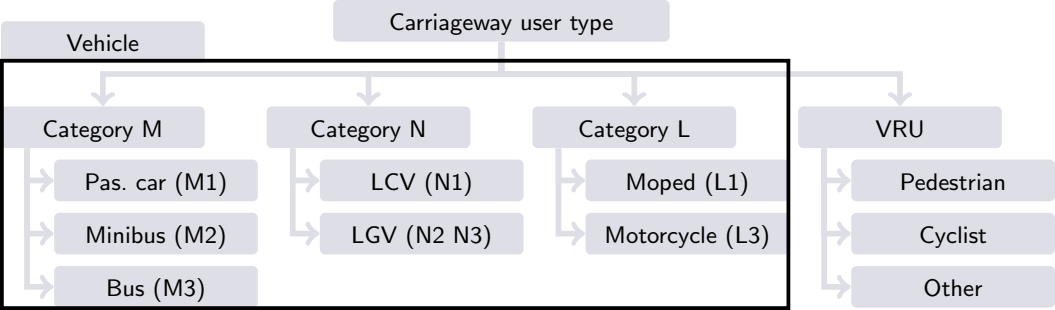 Carriageway user type
Vehicle
Category M
Pas. car (M1)
Minibus (M2)
Bus (M3)
Category N
LCV (N1)
LGV (N2 N3)
Category L
Moped (L1)
Motorcycle (L3)
VRU
Pedestrian
Cyclist
Other